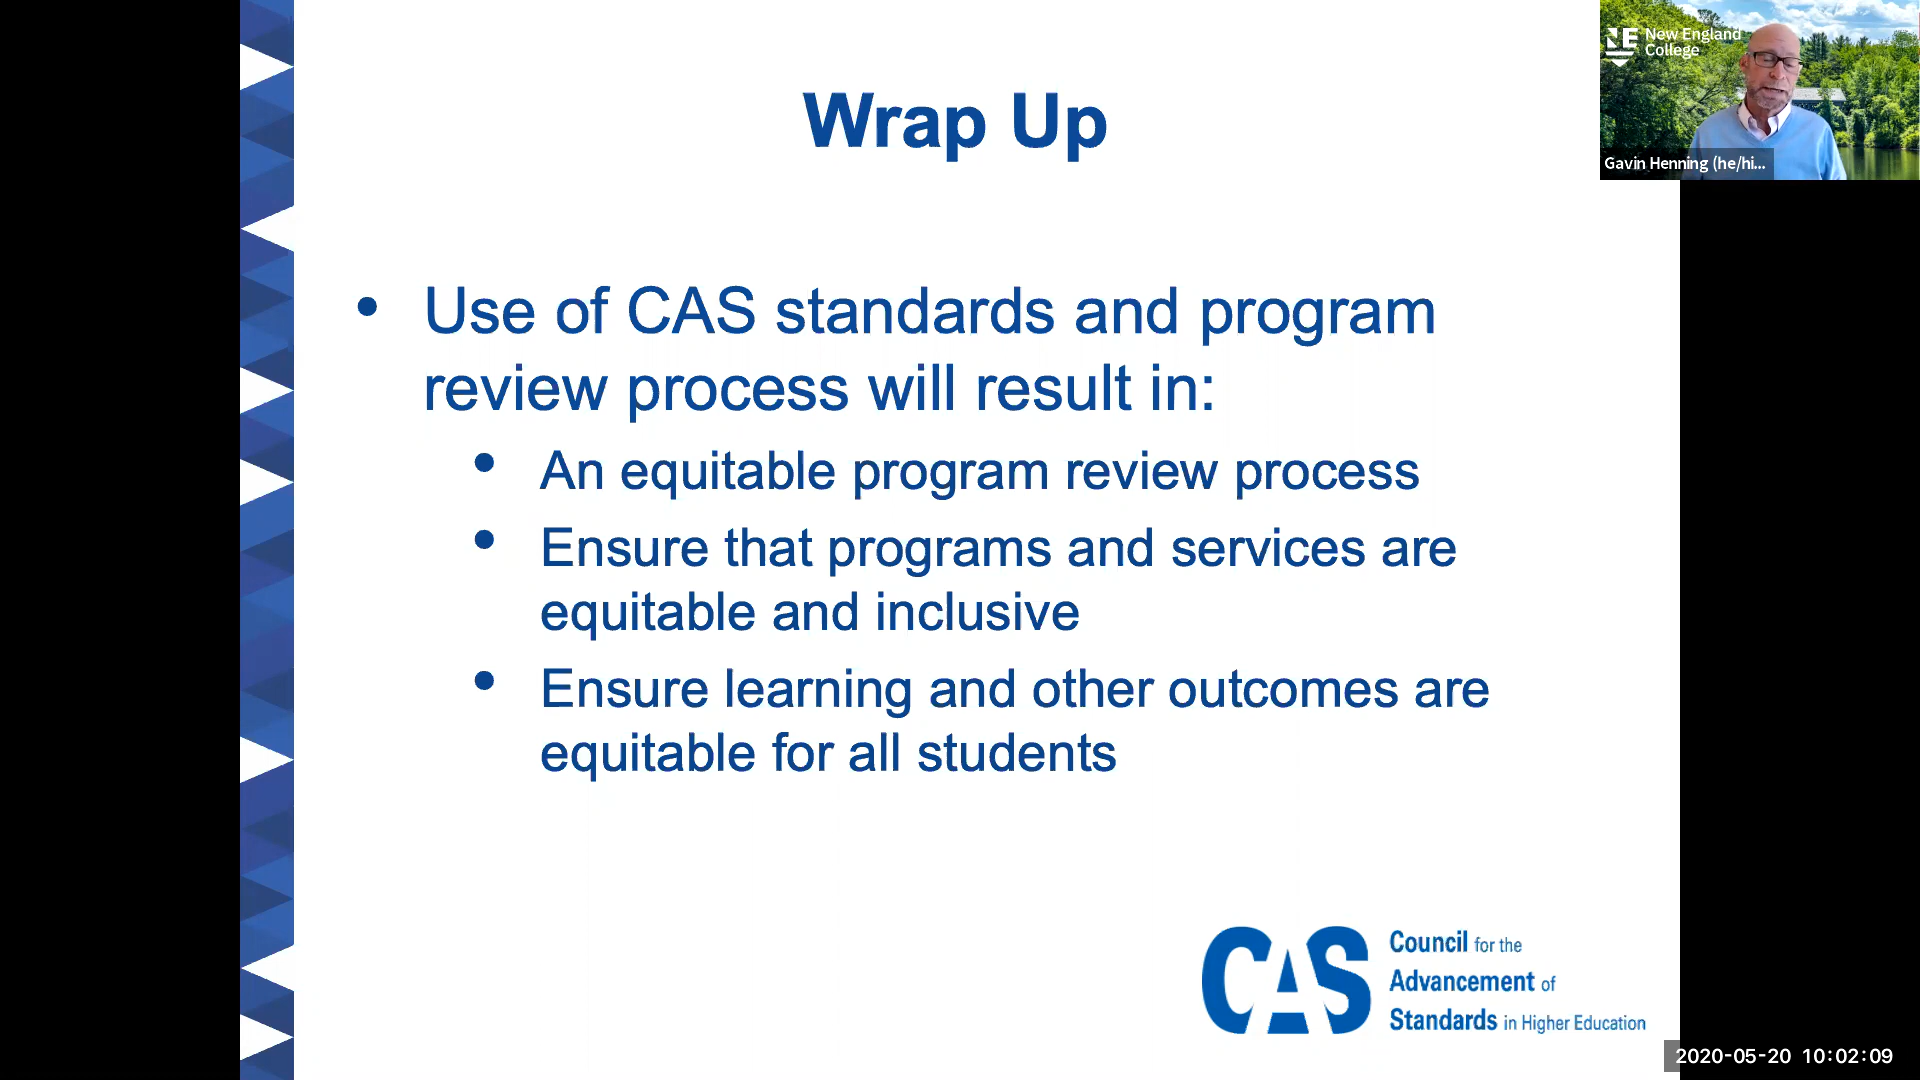 Wrap Up
• Use of CAS standards and program
review process will result in:
• An equitable program review process
• Ensure that programs and services are
equitable and inclusive
• Ensure learning and other outcomes are
equitable for all students
CAS
Council for the
Advancement of
Standards in Higher Education
NE
New England
College
Gavin Henning (he/hi...
2020-05-20 10:02:09